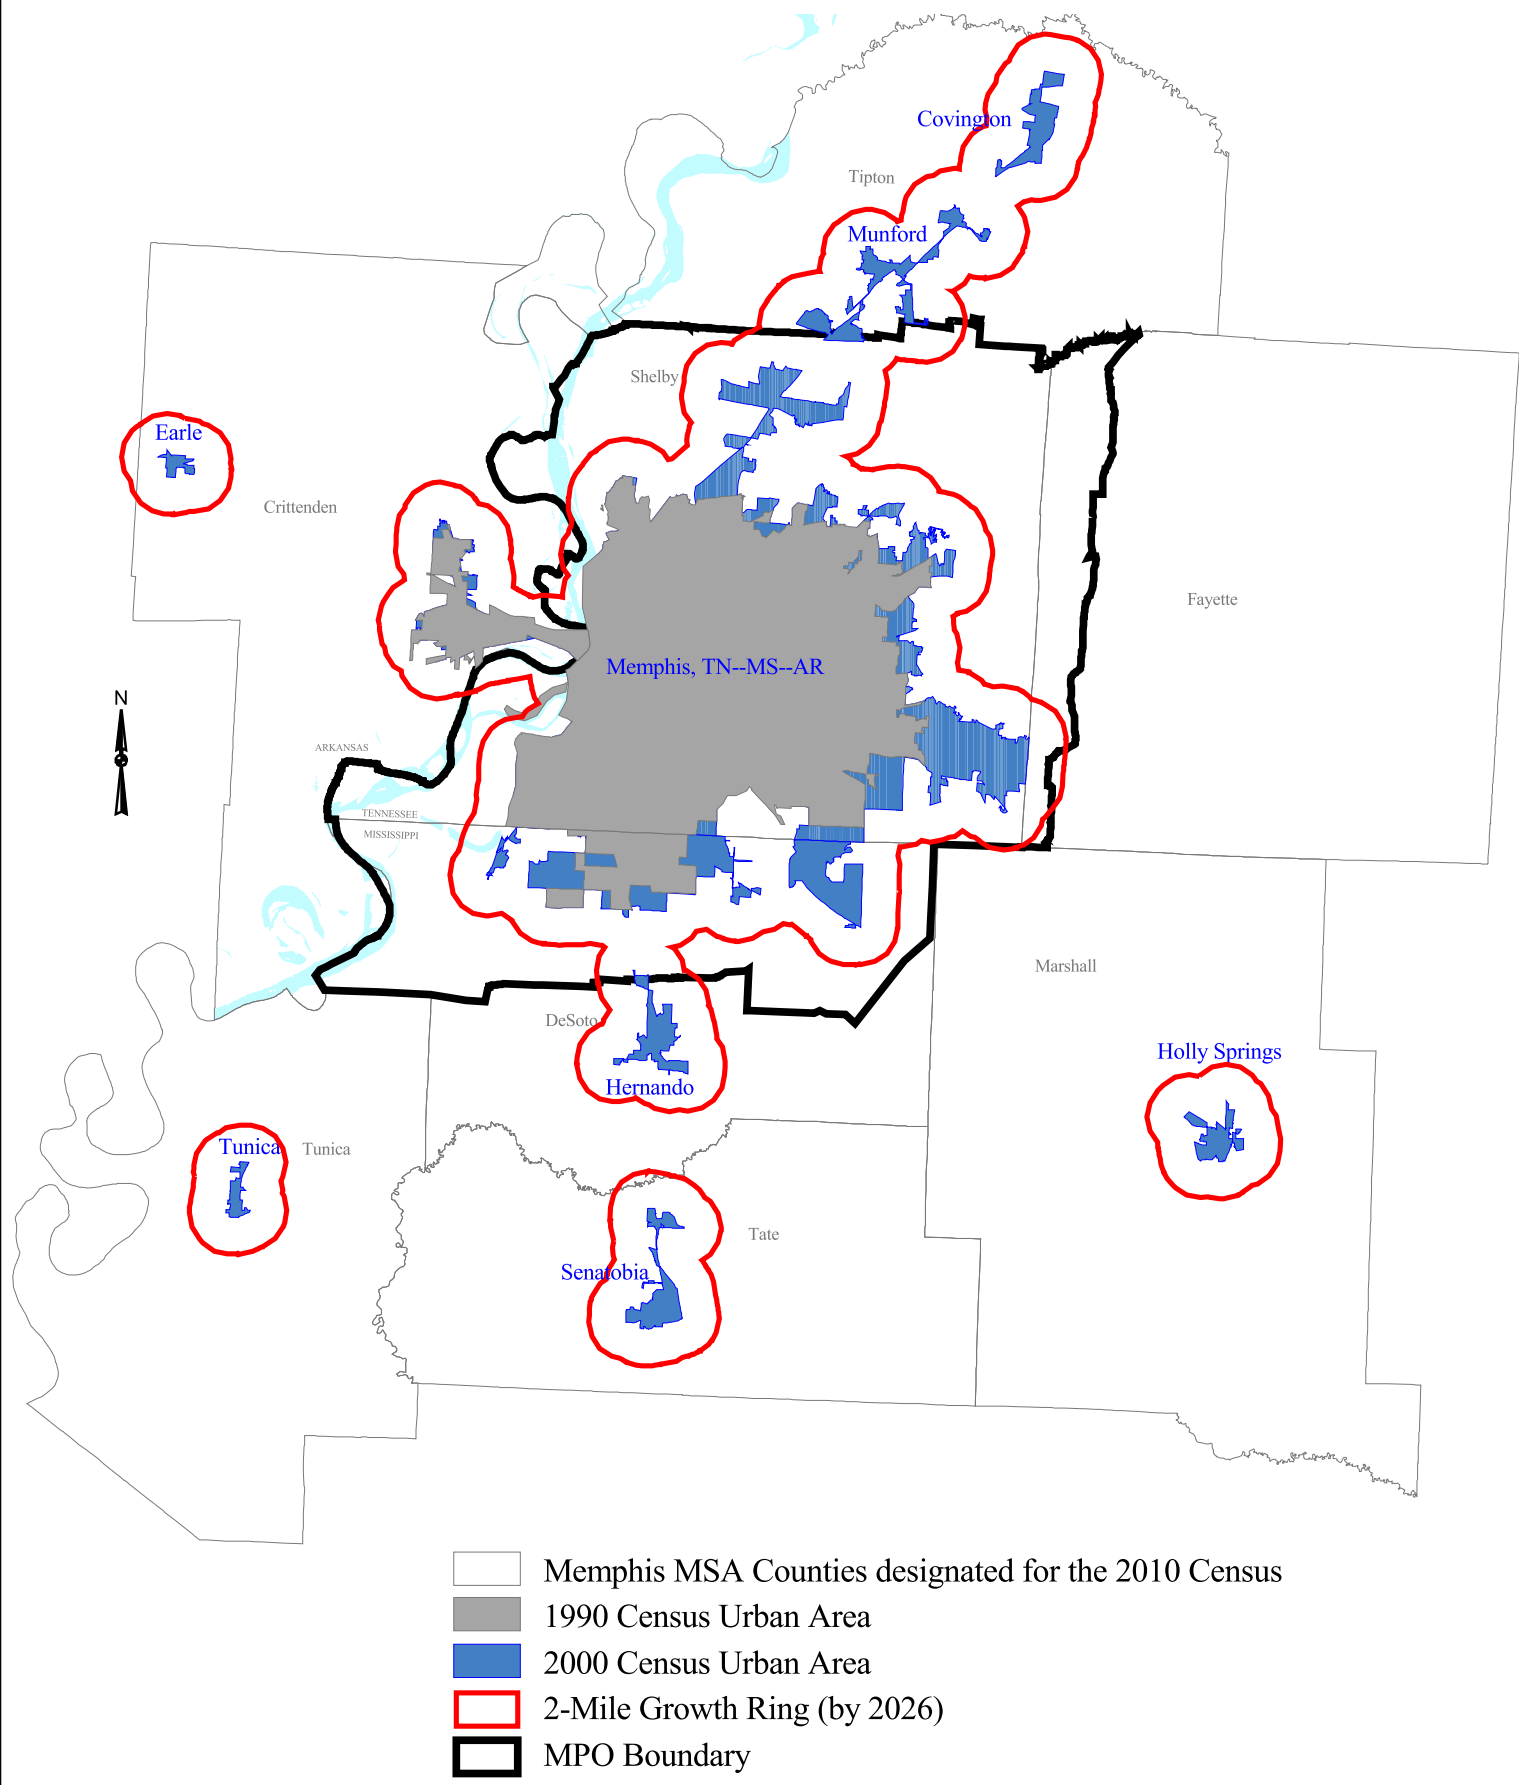 Covington
Tipton
Munford
Shelby
Earle
Crittenden
Fayette
Memphis, TN--MS--AR
N
ARKANSAS
TENNESSEE
MISSISSIPPI
Marshall
DeSoto
Holly Springs
Hernando
Tunica
Tunica
Tate
Senatobia
Memphis MSA Counties designated for the 2010 Census
1990 Census Urban Area
2000 Census Urban Area
2-Mile Growth Ring (by 2026)
MPO Boundary